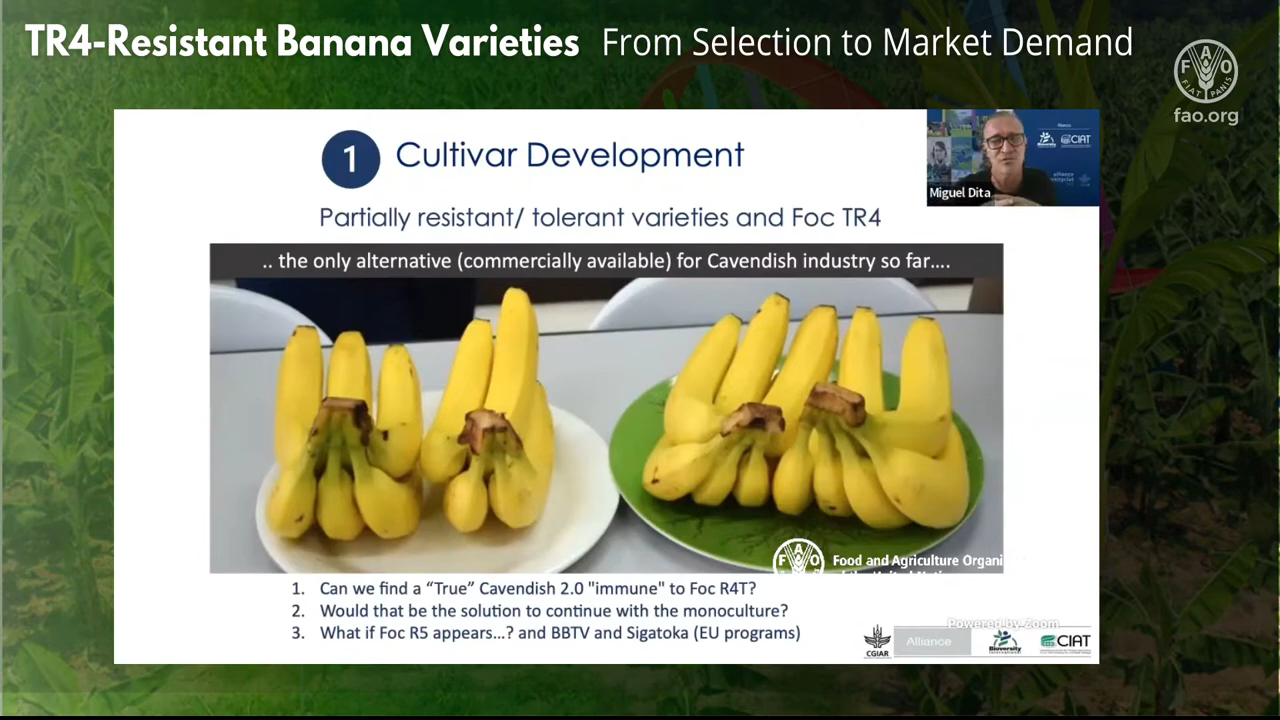 TR4-Resistant Banana Varieties From Selection to Market Demand
FAO
FIAT PANIS
fao.org
1 Cultivar Development
CIAT
Miguel Dita
Partially resistant/ tolerant varieties and Foc TR4
.. the only alternative (commercially available) for Cavendish industry so far....
FAO
Food and Agriculture Organi
1. Can we find a “True” Cavendish 2.0 "immune" to Foc R4T?
2. Would that be the solution to continue with the monoculture?
3. What if Foc R5 appears...? and BBTV and Sigatoka (EU programs)
Powered by Zoom
CGIAR
Alliance
Bioversity
CIAT